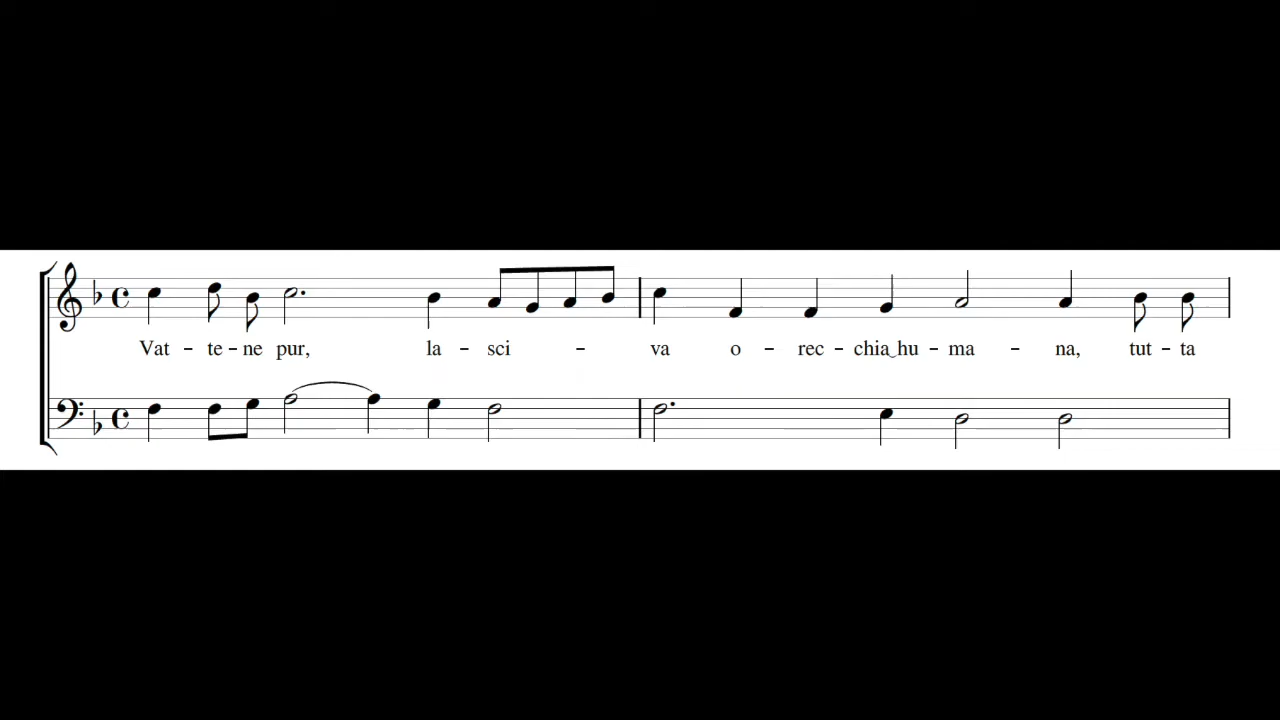 Vat - te - ne pur, la - sci - va o - rec - chia‿hu - ma - na, tut - ta